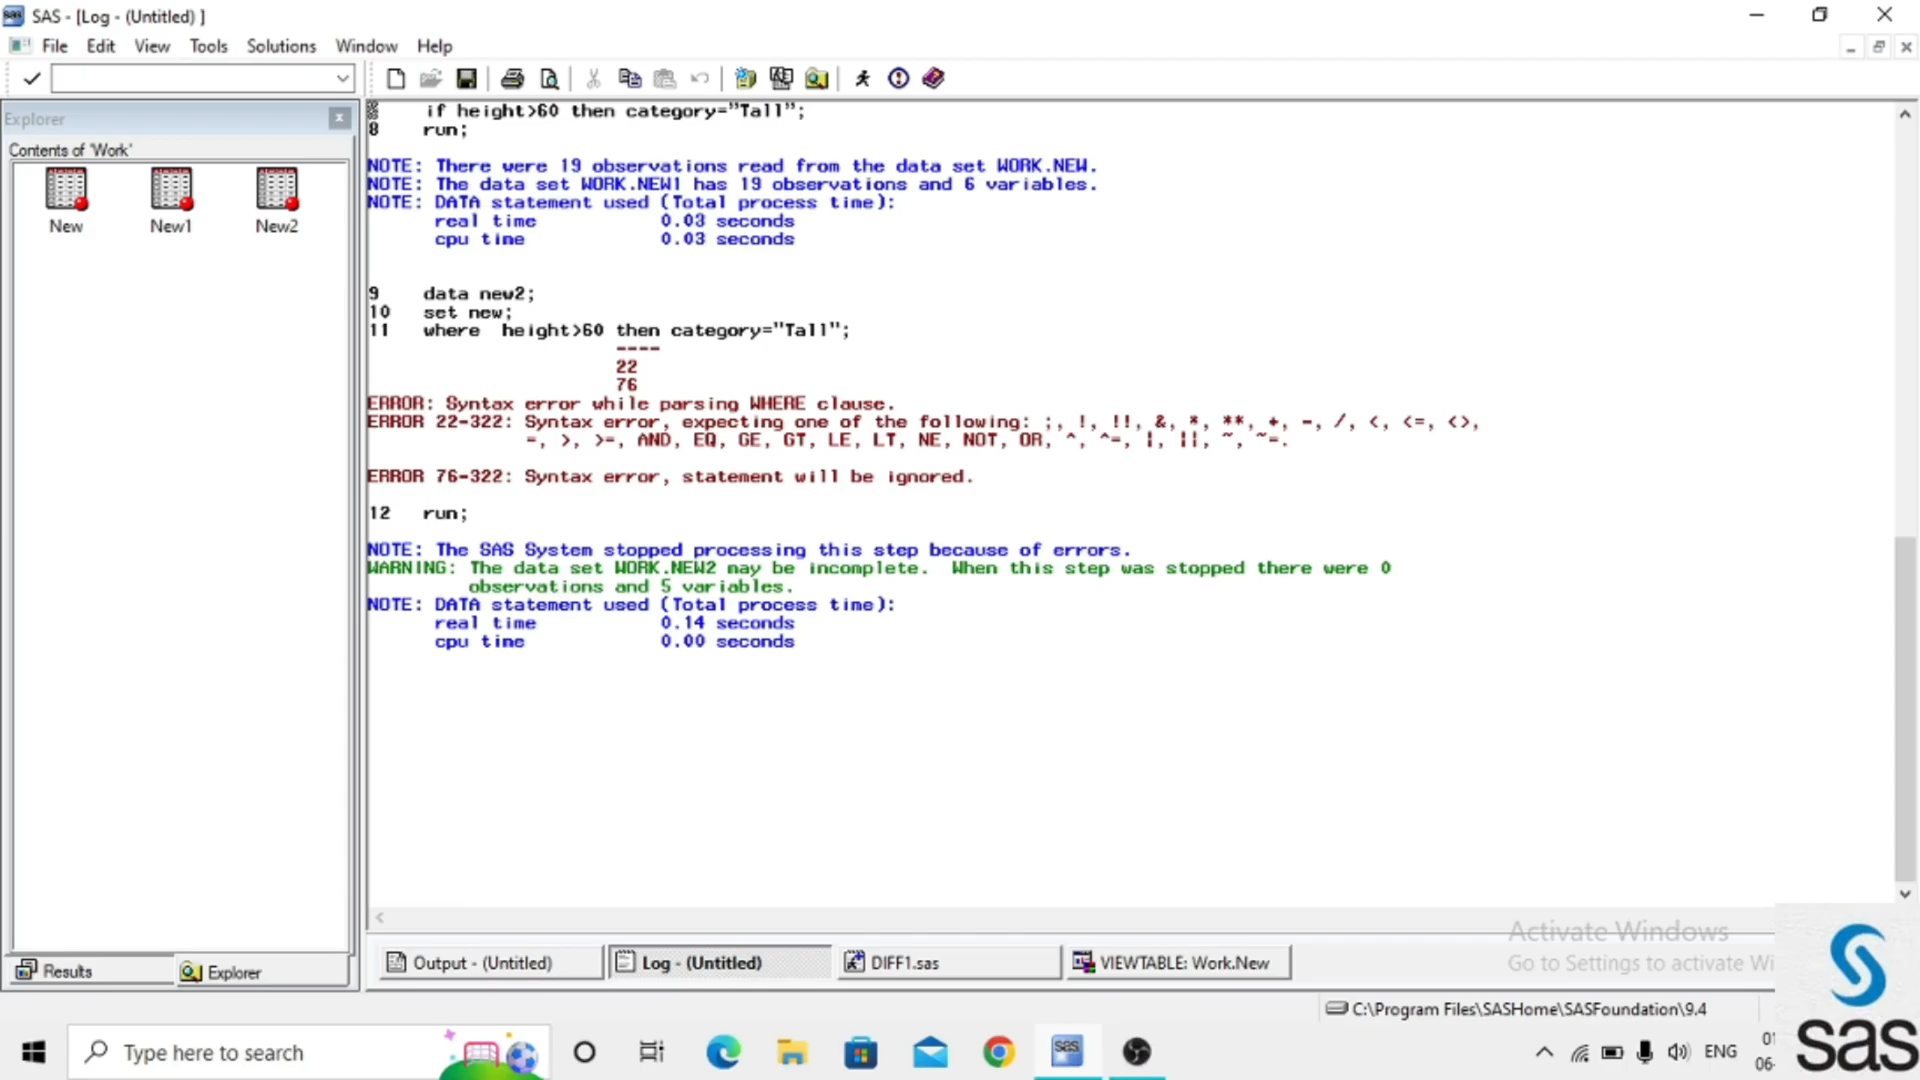 SAS - [Log - (Untitled) ]
File Edit View Tools Solutions Window Help
Explorer
Contents of 'Work'
New New1 New2
if height>60 then category="Tall";
8 run;
NOTE: There were 19 observations read from the data set WORK.NEW.
NOTE: The data set WORK.NEW1 has 19 observations and 6 variables.
NOTE: DATA statement used (Total process time):
real time 0.03 seconds
cpu time 0.03 seconds
9 data new2;
10 set new;
11 where height>60 then category="Tall";
----
22
76
ERROR: Syntax error while parsing WHERE clause.
ERROR 22-322: Syntax error, expecting one of the following: ;, !, !!, &, *, **, +, -, /, <, <=, <>,
=, >, >=, AND, EQ, GE, GT, LE, LT, NE, NOT, OR, ^, ^=, |, ||, ~, ~=.
ERROR 76-322: Syntax error, statement will be ignored.
12 run;
NOTE: The SAS System stopped processing this step because of errors.
WARNING: The data set WORK.NEW2 may be incomplete. When this step was stopped there were 0
observations and 5 variables.
NOTE: DATA statement used (Total process time):
real time 0.14 seconds
cpu time 0.00 seconds
Activate Windows
Go to Settings to activate Wi
Results Explorer
Output - (Untitled) Log - (Untitled) DIFF1.sas VIEWTABLE: Work.New
C:\Program Files\SASHome\SASFoundation\9.4
Type here to search
sas
ENG
06-
sas